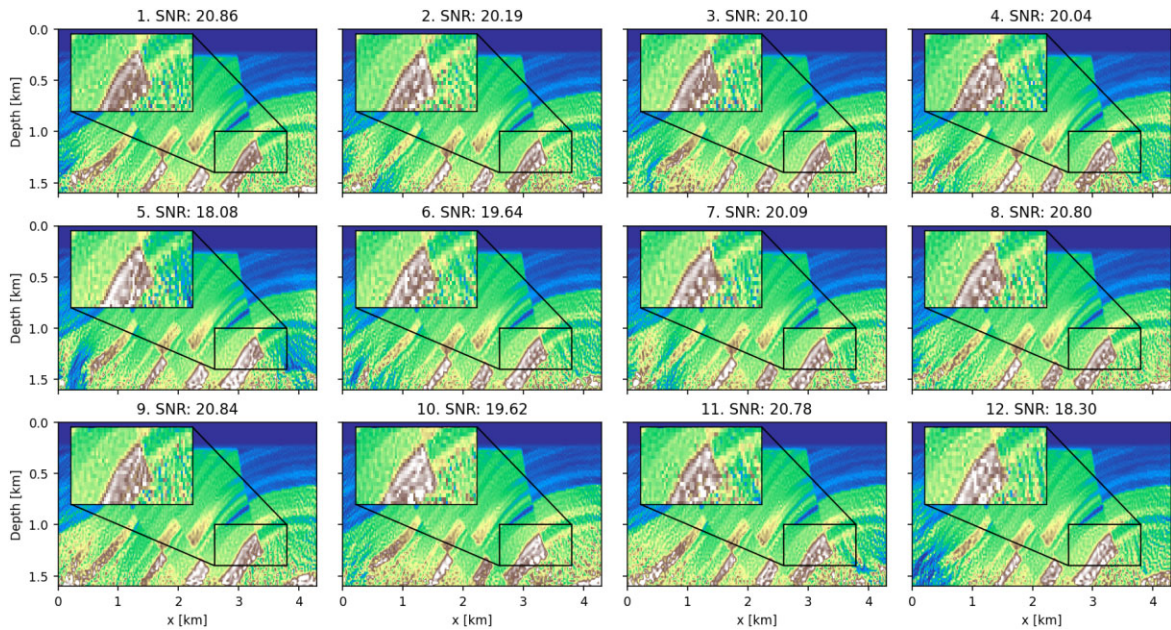 1. SNR: 20.86
2. SNR: 20.19
3. SNR: 20.10
4. SNR: 20.04
0.0
0.5
1.0
1.5
Depth [km]
5. SNR: 18.08
6. SNR: 19.64
7. SNR: 20.09
8. SNR: 20.80
0.0
0.5
1.0
1.5
Depth [km]
9. SNR: 20.84
10. SNR: 19.62
11. SNR: 20.78
12. SNR: 18.30
0.0
0.5
1.0
1.5
Depth [km]
0 1 2 3 4
0 1 2 3 4
0 1 2 3 4
0 1 2 3 4
x [km]
x [km]
x [km]
x [km]